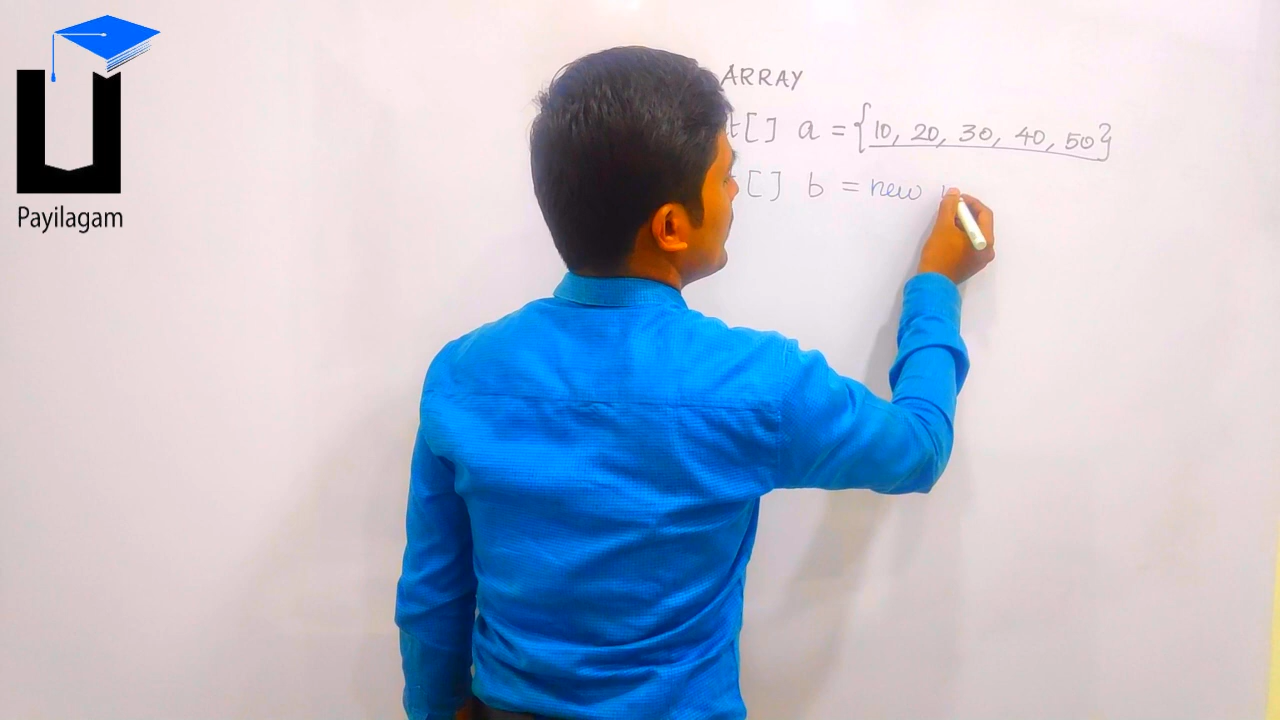 Payilagam
ARRAY
t[] a = {10, 20, 30, 40, 50}
[] b = new